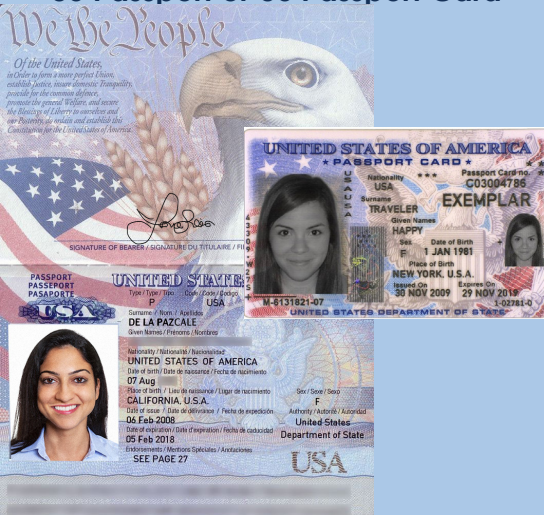 We the People
Of the United States,
in Order to form a more perfect Union,
establish Justice, insure domestic Tranquility,
provide for the common defence,
promote the general Welfare, and secure
the Blessings of Liberty to ourselves and
our Posterity, do ordain and establish this
Constitution for the United States of America.
SIGNATURE OF BEARER / SIGNATURE DU TITULAIRE /
PASSPORT
PASSEPORT
PASAPORTE
USA
UNITED STATE
Type / Type / Tipo Code / Code / Código
P USA
Surname / Nom / Apellidos
DE LA PAZCALE
Given Names / Prénoms / Nombres
Nationality / Nationalité / Nacionalidad
UNITED STATES OF AMERICA
Date of birth / Date de naissance / Fecha de nacimiento
07 Aug
Place of birth / Lieu de naissance / Lugar de nacimiento Sex / Sexe / Sexo
CALIFORNIA, U.S.A. F
Date of issue / Date de délivrance / Fecha de expedición Authority / Autorité / Autoridad
06 Feb 2008 United States
Date of expiration / Date d'expiration / Fecha de caducidad Department of State
05 Feb 2018
Endorsements / Mentions Spéciales / Anotaciones
SEE PAGE 27
USA
UNITED STATES OF AMERICA
★ PASSPORT CARD ★
USAUSA
Nationality *** Passport Card no.
USA C03004786
Surname EXEMPLAR
TRAVELER
Given Names
HAPPY
Sex Date of Birth
F 1 JAN 1981
Place of Birth
NEW YORK, U.S.A.
Issued On Expires On
30 NOV 2009 29 NOV 2019
M-8131821-07 1-02781-0
UNITED STATES DEPARTMENT OF STATE